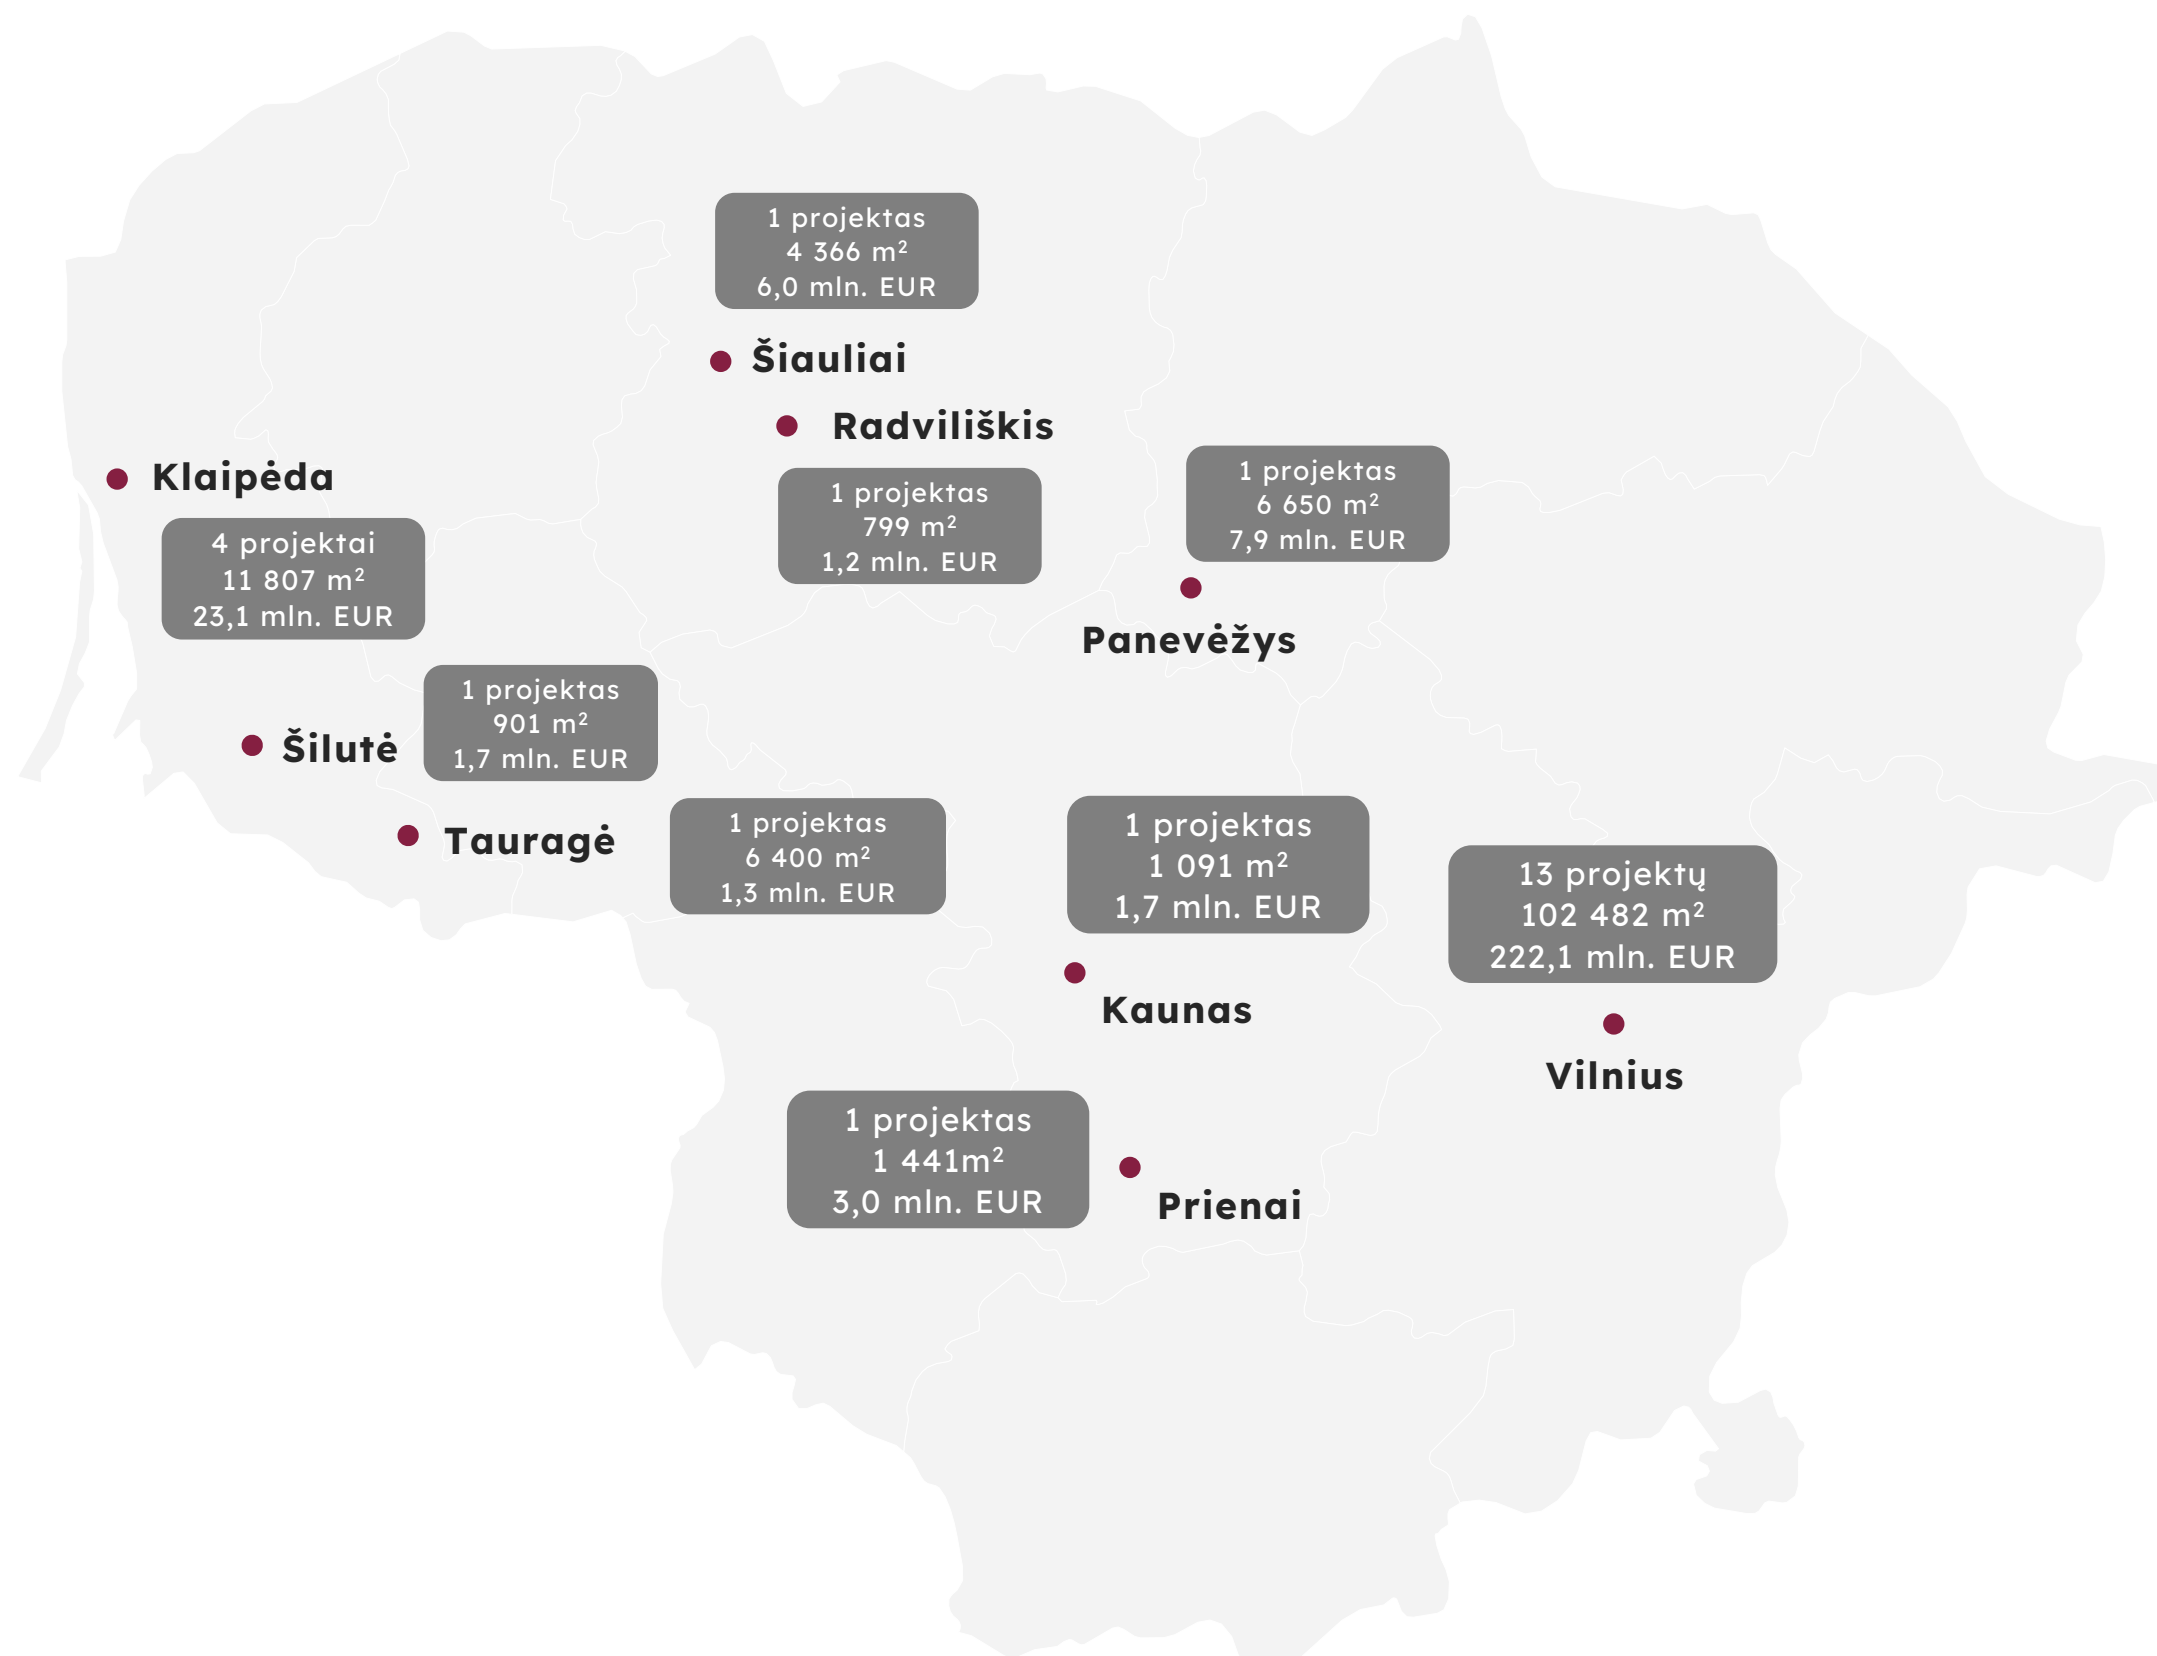 1 projektas
4 366 m²
6,0 mln. EUR
Šiauliai
Radviliškis
1 projektas
799 m²
1,2 mln. EUR
1 projektas
6 650 m²
7,9 mln. EUR
Panevėžys
Klaipėda
4 projektai
11 807 m²
23,1 mln. EUR
Šilutė
1 projektas
901 m²
1,7 mln. EUR
Tauragė
1 projektas
6 400 m²
1,3 mln. EUR
1 projektas
1 091 m²
1,7 mln. EUR
Kaunas
13 projektų
102 482 m²
222,1 mln. EUR
Vilnius
1 projektas
1 441m²
3,0 mln. EUR
Prienai